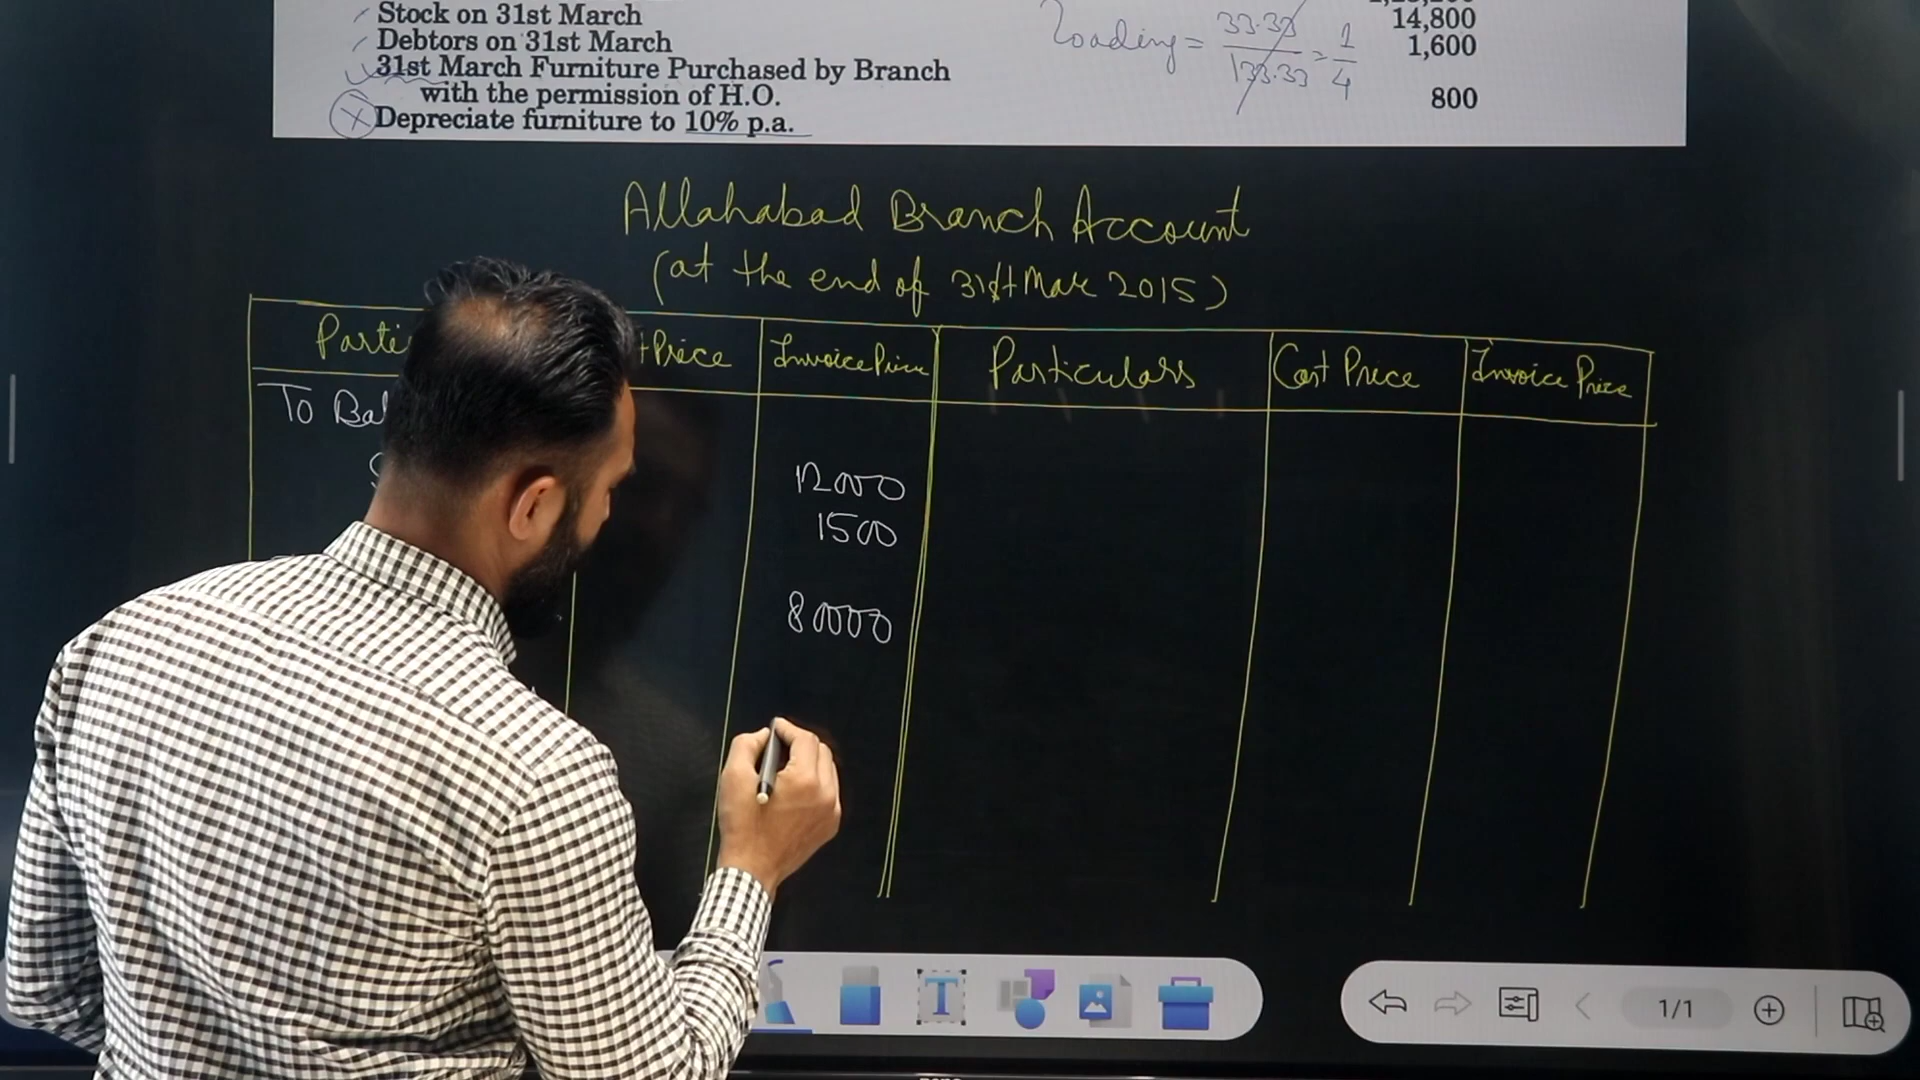 Stock on 31st March 14,800
Debtors on 31st March 1,600
31st March Furniture Purchased by Branch
with the permission of H.O. 800
Depreciate furniture to 10% p.a.
Loading = 33.33 / 133.33 = 1 / 4
Allahabad Branch Account
(at the end of 31st Mar 2015)
Price Invoice Price Particulars Cost Price Invoice Price
To
12000
1500
80000
T
1/1